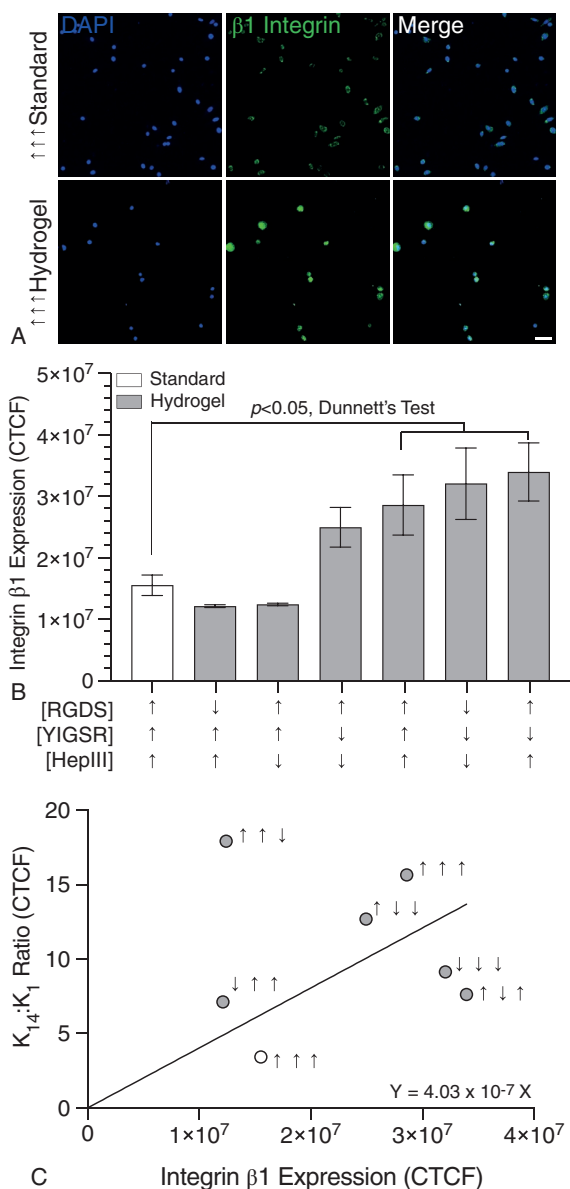 DAPI β1 Integrin Merge
↑↑↑Standard
↑↑↑Hydrogel
A
5×10⁷
4×10⁷
3×10⁷
2×10⁷
1×10⁷
0
Integrin β1 Expression (CTCF)
Standard
Hydrogel
p<0.05, Dunnett's Test
B
[RGDS] ↑ ↓ ↑ ↑ ↑ ↓ ↑
[YIGSR] ↑ ↑ ↑ ↓ ↑ ↓ ↓
[HepIII] ↑ ↑ ↓ ↓ ↑ ↓ ↑
20
15
10
5
0
K₁₄:K₁ Ratio (CTCF)
↑ ↑ ↓
↑ ↑ ↑
↑ ↓ ↓
↓ ↓ ↓
↓ ↑ ↑
↑ ↓ ↑
↑ ↑ ↑
Y = 4.03 x 10⁻⁷ X
0 1×10⁷ 2×10⁷ 3×10⁷ 4×10⁷
C Integrin β1 Expression (CTCF)